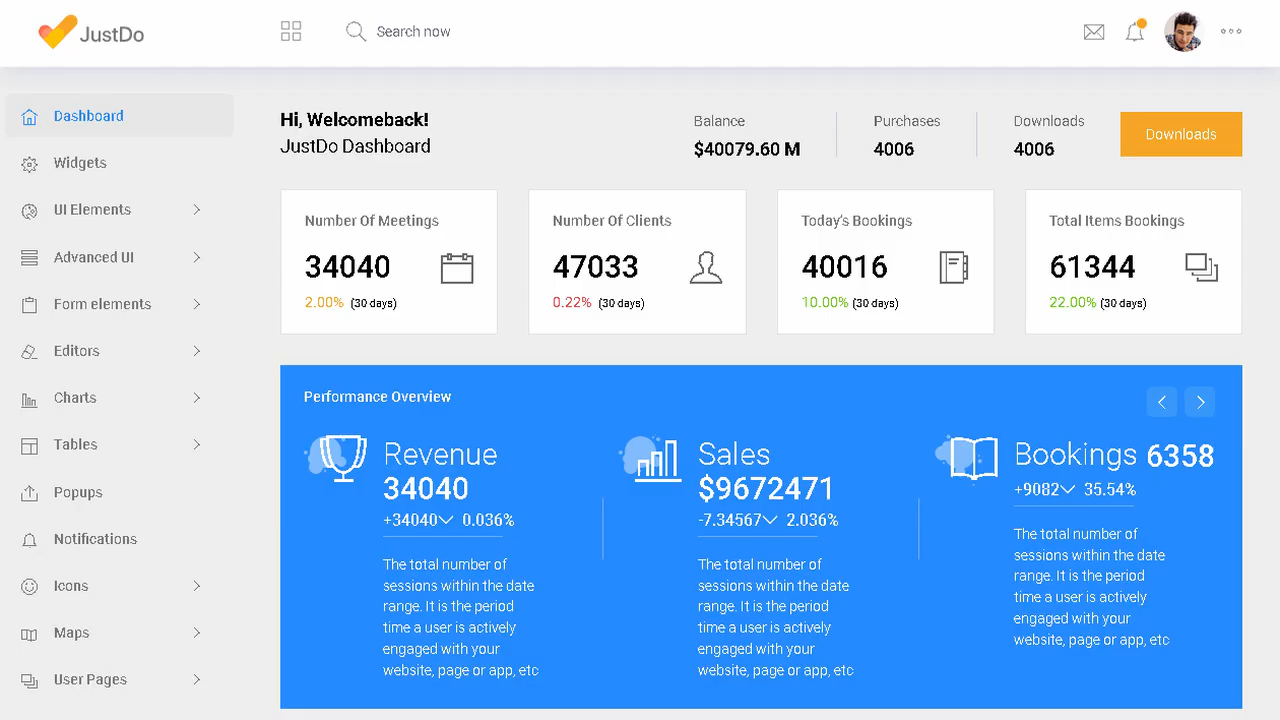 JustDo
Search now
Dashboard
Widgets
UI Elements
Advanced UI
Form elements
Editors
Charts
Tables
Popups
Notifications
Icons
Maps
User Pages
Hi, Welcomeback!
JustDo Dashboard
Balance
$40079.60 M
Purchases
4006
Downloads
4006
Downloads
Number Of Meetings
34040
2.00% (30 days)
Number Of Clients
47033
0.22% (30 days)
Today's Bookings
40016
10.00% (30 days)
Total Items Bookings
61344
22.00% (30 days)
Performance Overview
Revenue
34040
+34040 0.036%
The total number of
sessions within the date
range. It is the period
time a user is actively
engaged with your
website, page or app, etc
Sales
$9672471
-7.34567 2.036%
The total number of
sessions within the date
range. It is the period
time a user is actively
engaged with your
website, page or app, etc
Bookings 6358
+9082 35.54%
The total number of
sessions within the date
range. It is the period
time a user is actively
engaged with your
website, page or app, etc